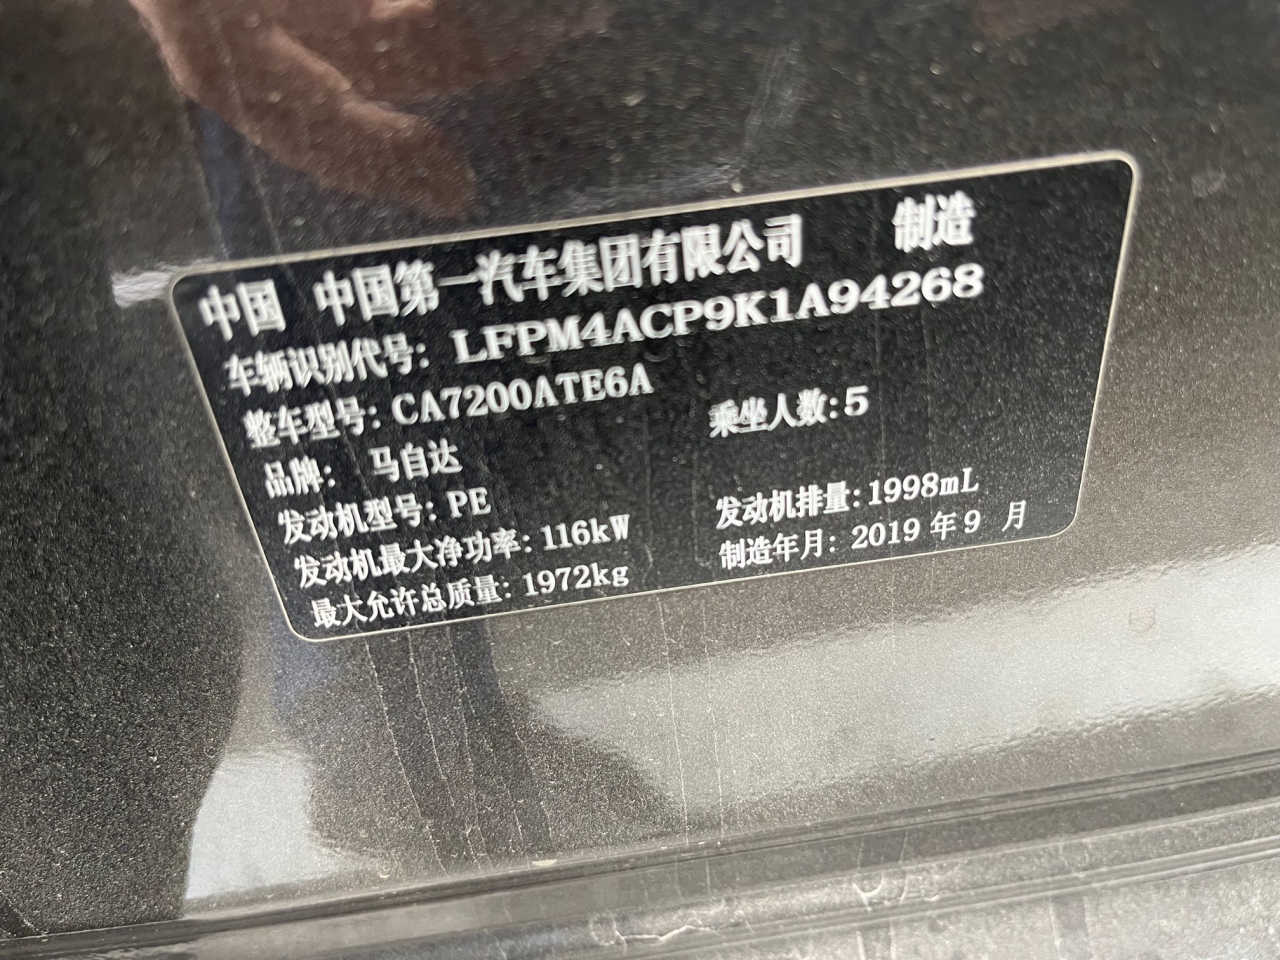 中国 中国第一汽车集团有限公司 制造
车辆识别代号: LFPM4ACP9K1A94268
整车型号: CA7200ATE6A 乘坐人数: 5
品牌: 马自达
发动机型号: PE 发动机排量: 1998mL
发动机最大净功率: 116kW 制造年月: 2019 年 9 月
最大允许总质量: 1972kg